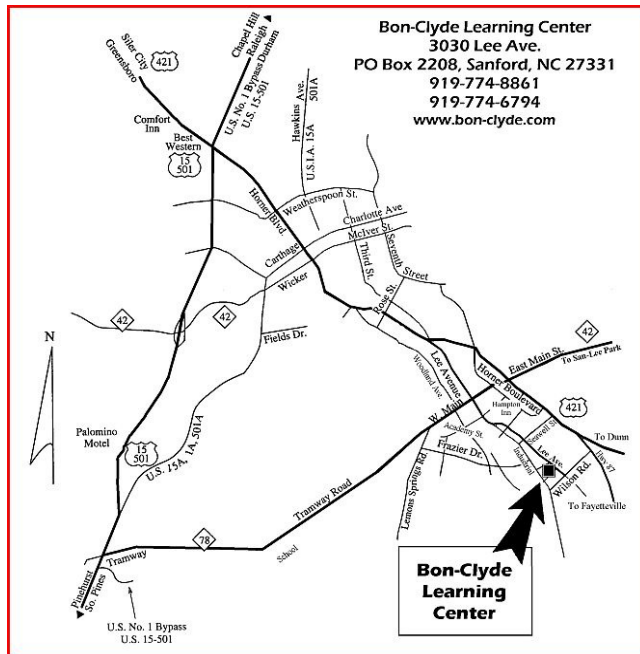 Bon-Clyde Learning Center
3030 Lee Ave.
PO Box 2208, Sanford, NC 27331
919-774-8861
919-774-6794
www.bon-clyde.com
Chapel Hill
Raleigh
U.S. No. 1 Bypass Durham
U.S. 15-501
Siler City
Greensboro
421
Hawkins Ave.
U.S.I.A. 15A
501A
Comfort
Inn
Best
Western
15
501
Horner Blvd.
Weatherspoon St.
Charlotte Ave
McIver St.
Carthage
Wicker
Third St.
Seventh
Street
Rose St.
42
42
Fields Dr.
N
42
To San-Lee Park
East Main St.
Woodland Ave.
Lee Avenue
Horner Boulevard
421
Hampton
Inn
W. Main
Academy St.
Seawell St.
To Dunn
Palomino
Motel
15
501
U.S. 15A, 1A, 501A
Frazier Dr.
Lemons Springs Rd.
Industrial
Lee Ave.
Wilson Rd.
Hwy 87
To Fayetteville
Tramway Road
78
Tramway
School
Pinehurst
So. Pines
U.S. No. 1 Bypass
U.S. 15-501
Bon-Clyde
Learning
Center